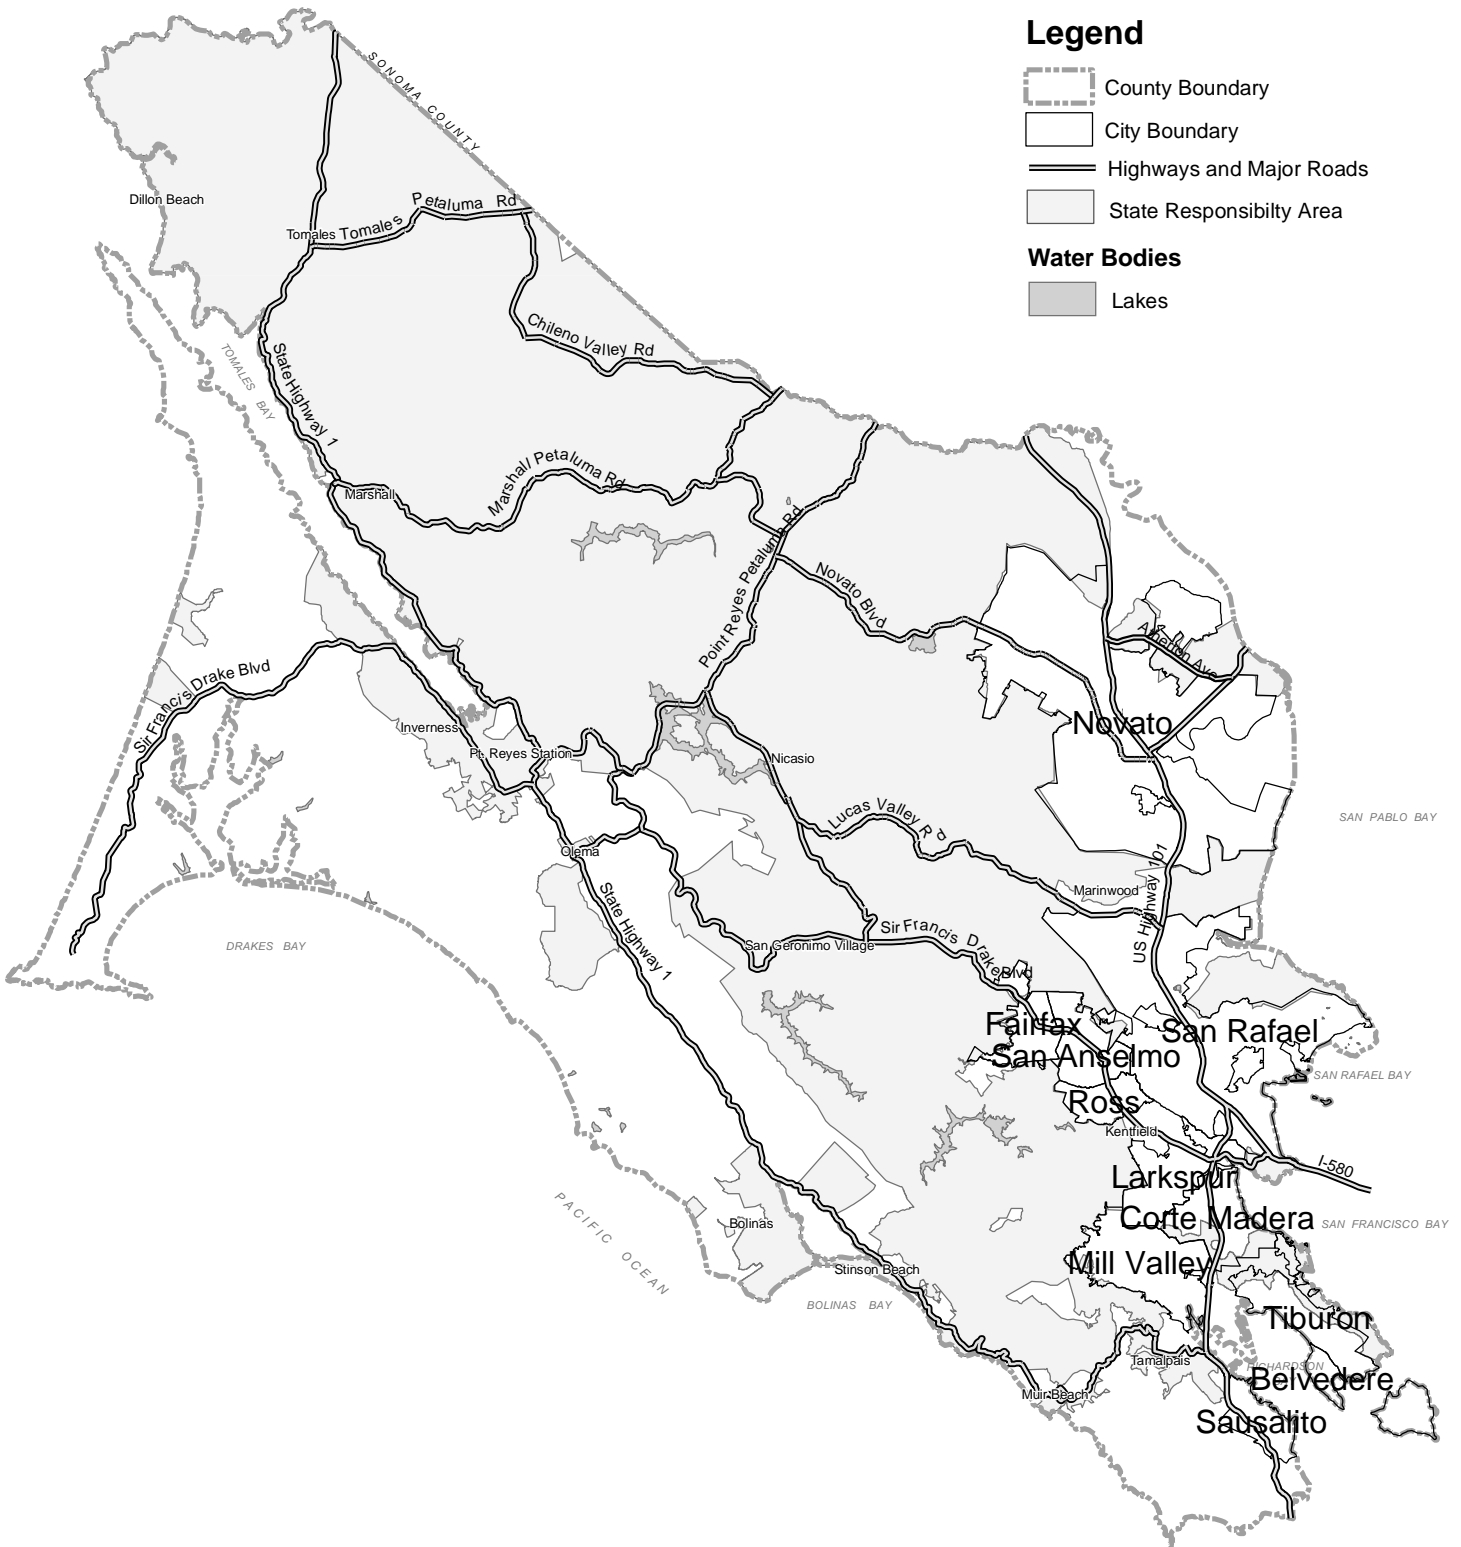 Legend
County Boundary
City Boundary
Highways and Major Roads
State Responsibilty Area
Water Bodies
Lakes
SONOMA COUNTY
Dillon Beach
Petaluma Rd
Tomales
Tomales
Chileno Valley Rd
TOMALES BAY
State Highway 1
Marshall Petaluma Rd
Marshall
Point Reyes Petaluma Rd
Novato Blvd
Atherton Ave
Sir Francis Drake Blvd
Novato
Inverness
Pt. Reyes Station
Nicasio
SAN PABLO BAY
Lucas Valley Rd
Olema
US Highway 101
Marinwood
State Highway 1
DRAKES BAY
San Geronimo Village
Sir Francis Drake Blvd
Fairfax
San Rafael
San Anselmo
SAN RAFAEL BAY
Ross
Kentfield
I-580
Larkspur
PACIFIC OCEAN
Bolinas
Corte Madera
SAN FRANCISCO BAY
Mill Valley
Stinson Beach
BOLINAS BAY
Tiburon
Tamalpais
RICHARDSON
Belvedere
Muir Beach
Sausalito